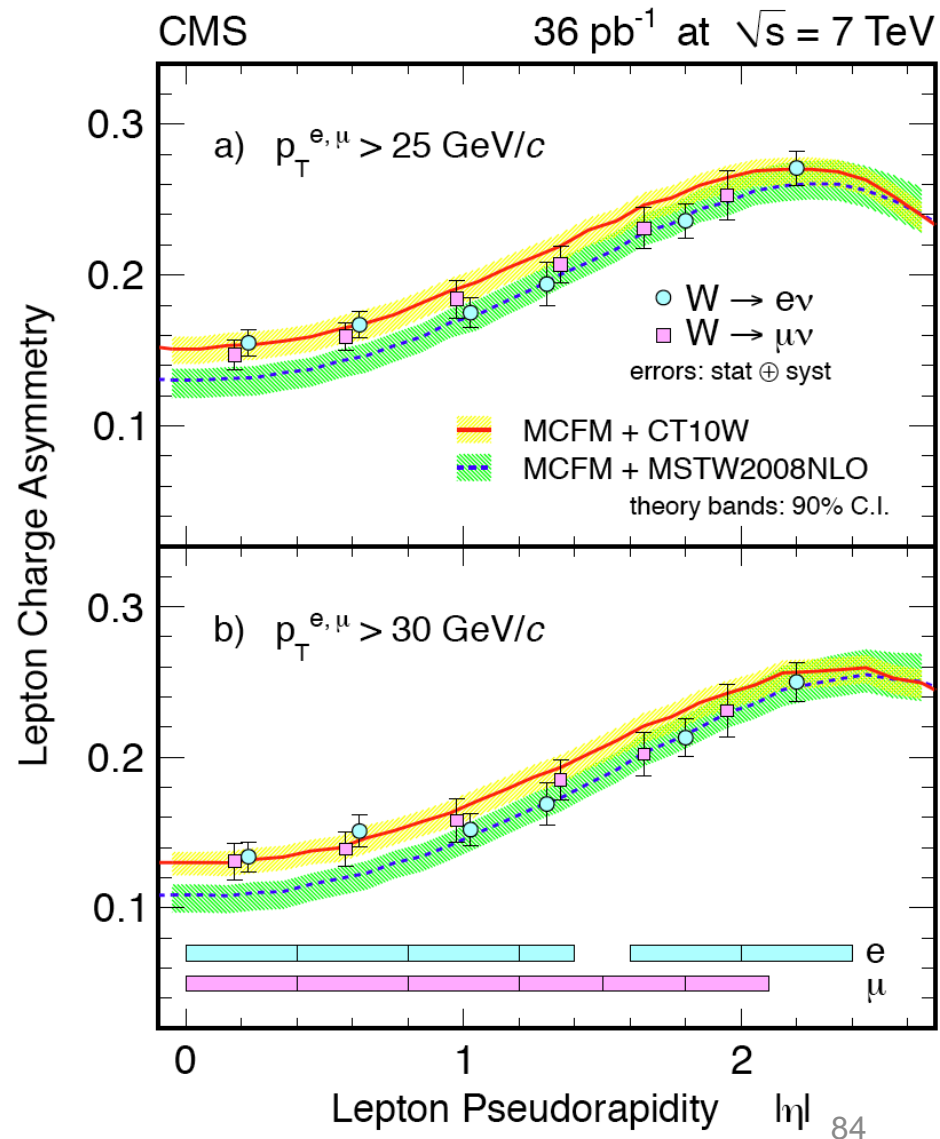 CMS 36 pb⁻¹ at √s = 7 TeV
0.3
a) p_T^{e, μ} > 25 GeV/c
0.2
W → eν
W → μν
errors: stat ⊕ syst
0.1
MCFM + CT10W
MCFM + MSTW2008NLO
theory bands: 90% C.I.
Lepton Charge Asymmetry
0.3
b) p_T^{e, μ} > 30 GeV/c
0.2
0.1
e
μ
0 1 2
Lepton Pseudorapidity |η|
84